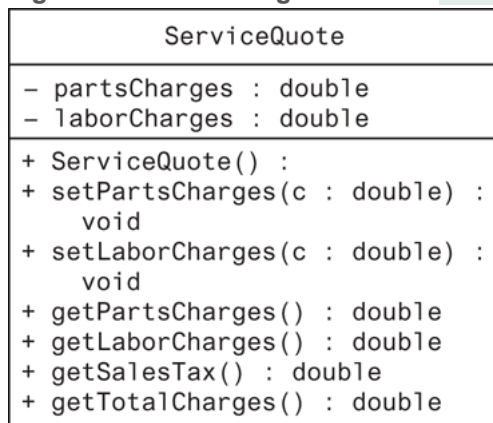 ServiceQuote
– partsCharges : double
– laborCharges : double
+ ServiceQuote() :
+ setPartsCharges(c : double) :
void
+ setLaborCharges(c : double) :
void
+ getPartsCharges() : double
+ getLaborCharges() : double
+ getSalesTax() : double
+ getTotalCharges() : double